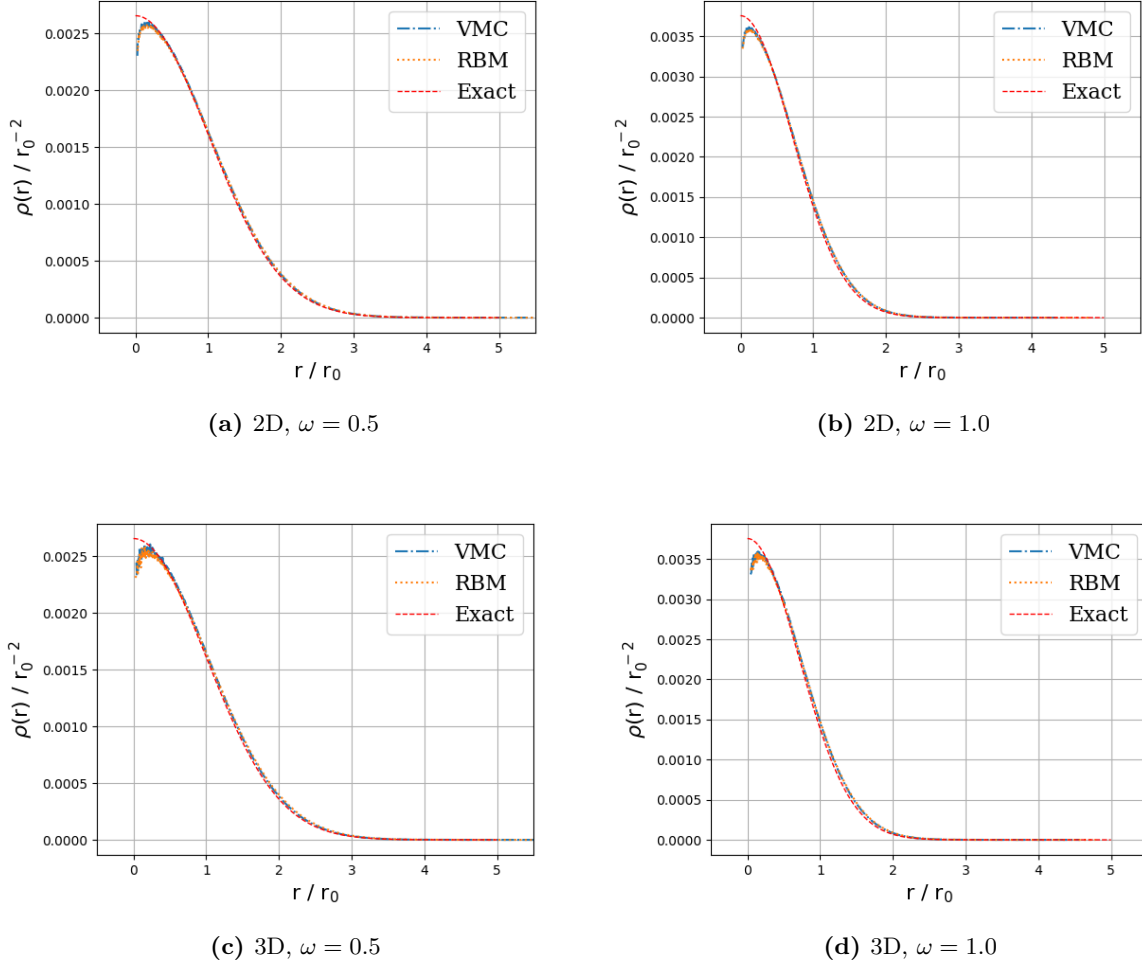 0.0025
0.0020
0.0015
0.0010
0.0005
0.0000
ρ(r) / r₀⁻²
0 1 2 3 4 5
r / r₀
VMC
RBM
Exact
(a) 2D, ω = 0.5
0.0035
0.0030
0.0025
0.0020
0.0015
0.0010
0.0005
0.0000
ρ(r) / r₀⁻²
0 1 2 3 4 5
r / r₀
VMC
RBM
Exact
(b) 2D, ω = 1.0
0.0025
0.0020
0.0015
0.0010
0.0005
0.0000
ρ(r) / r₀⁻²
0 1 2 3 4 5
r / r₀
VMC
RBM
Exact
(c) 3D, ω = 0.5
0.0035
0.0030
0.0025
0.0020
0.0015
0.0010
0.0005
0.0000
ρ(r) / r₀⁻²
0 1 2 3 4 5
r / r₀
VMC
RBM
Exact
(d) 3D, ω = 1.0